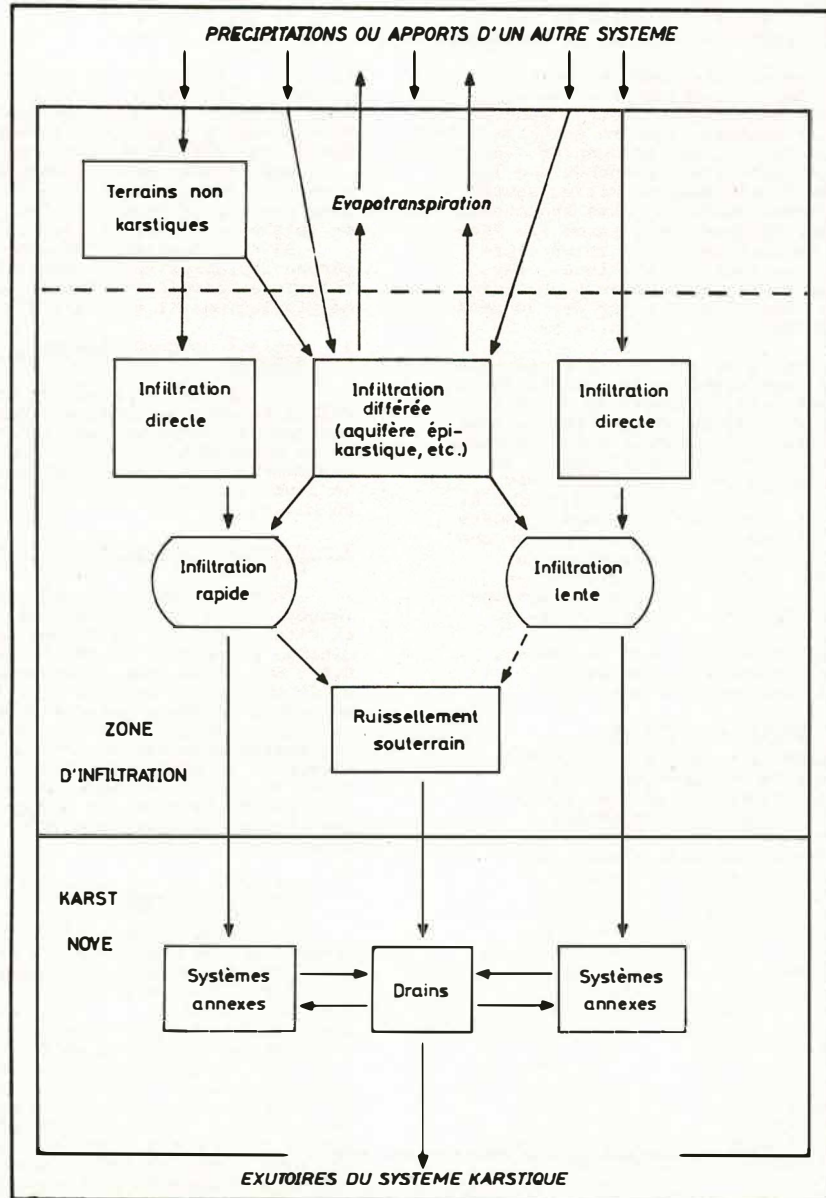 PRECIPITATIONS OU APPORTS D'UN AUTRE SYSTEME
Terrains non
karstiques
Evapotranspiration
Infiltration
direcle
Infiltration
différée
(aquifère épi-
karstique, etc.)
Infiltration
directe
Infiltration
rapide
Infiltration
lente
Ruissellement
souterrain
ZONE
D'INFILTRATION
KARST
NOYE
Systèmes
annexes
Drains
Systèmes
annexes
EXUTOIRES DU SYSTEME KARSTIQUE